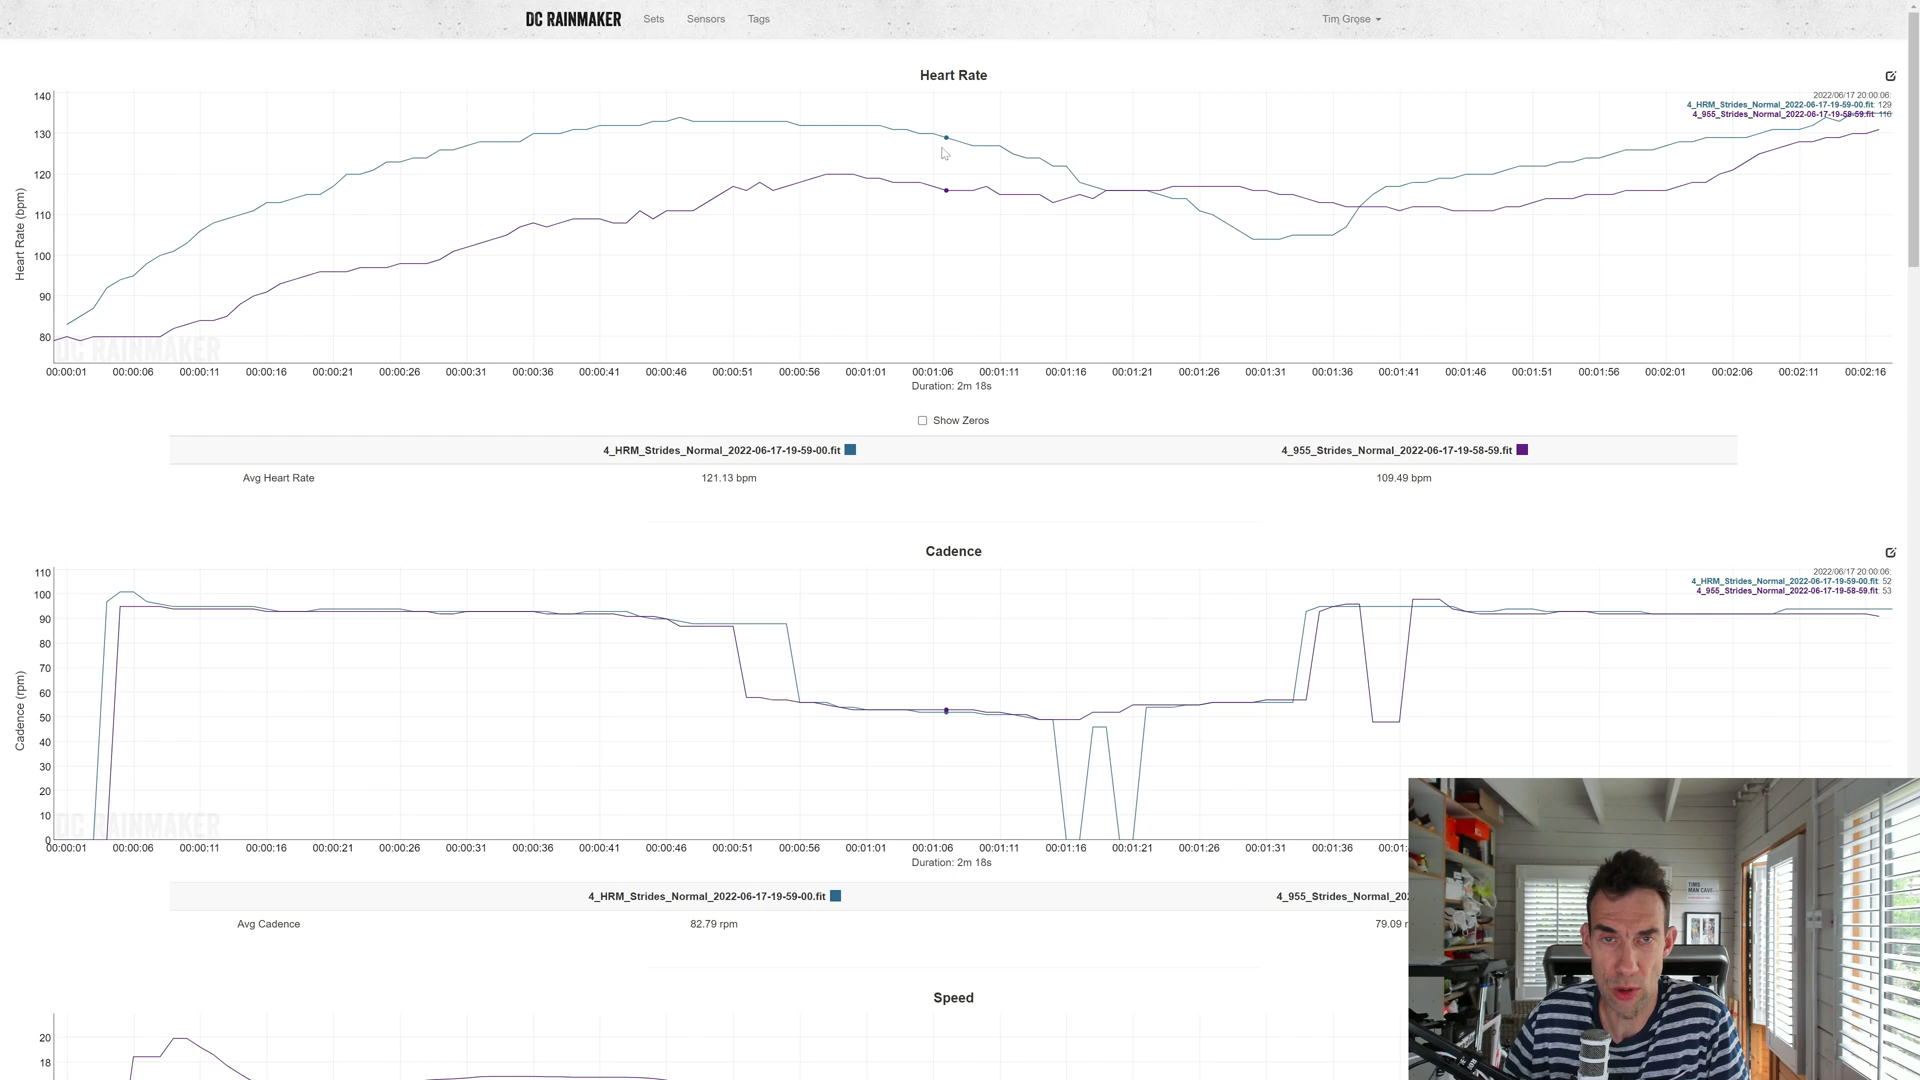 DC RAINMAKER Sets Sensors Tags Tim Grose
Heart Rate
2022/06/17 20:00:06:
4_HRM_Strides_Normal_2022-06-17-19-59-00.fit: 129
4_955_Strides_Normal_2022-06-17-19-58-59.fit: 116
Heart Rate (bpm)
140
130
120
110
100
90
80
DC RAINMAKER
00:00:01 00:00:06 00:00:11 00:00:16 00:00:21 00:00:26 00:00:31 00:00:36 00:00:41 00:00:46 00:00:51 00:00:56 00:01:01 00:01:06 00:01:11 00:01:16 00:01:21 00:01:26 00:01:31 00:01:36 00:01:41 00:01:46 00:01:51 00:01:56 00:02:01 00:02:06 00:02:11 00:02:16
Duration: 2m 18s
Show Zeros
4_HRM_Strides_Normal_2022-06-17-19-59-00.fit 4_955_Strides_Normal_2022-06-17-19-58-59.fit
Avg Heart Rate 121.13 bpm 109.49 bpm
Cadence
2022/06/17 20:00:06:
4_HRM_Strides_Normal_2022-06-17-19-59-00.fit: 52
4_955_Strides_Normal_2022-06-17-19-58-59.fit: 53
Cadence (rpm)
110
100
90
80
70
60
50
40
30
20
10
0
DC RAINMAKER
00:00:01 00:00:06 00:00:11 00:00:16 00:00:21 00:00:26 00:00:31 00:00:36 00:00:41 00:00:46 00:00:51 00:00:56 00:01:01 00:01:06 00:01:11 00:01:16 00:01:21 00:01:26 00:01:31 00:01:36 00:01:
Duration: 2m 18s
4_HRM_Strides_Normal_2022-06-17-19-59-00.fit 4_955_Strides_Normal_202
Avg Cadence 82.79 rpm 79.09 r
TIMS
MAN CAVE
Speed
20
18